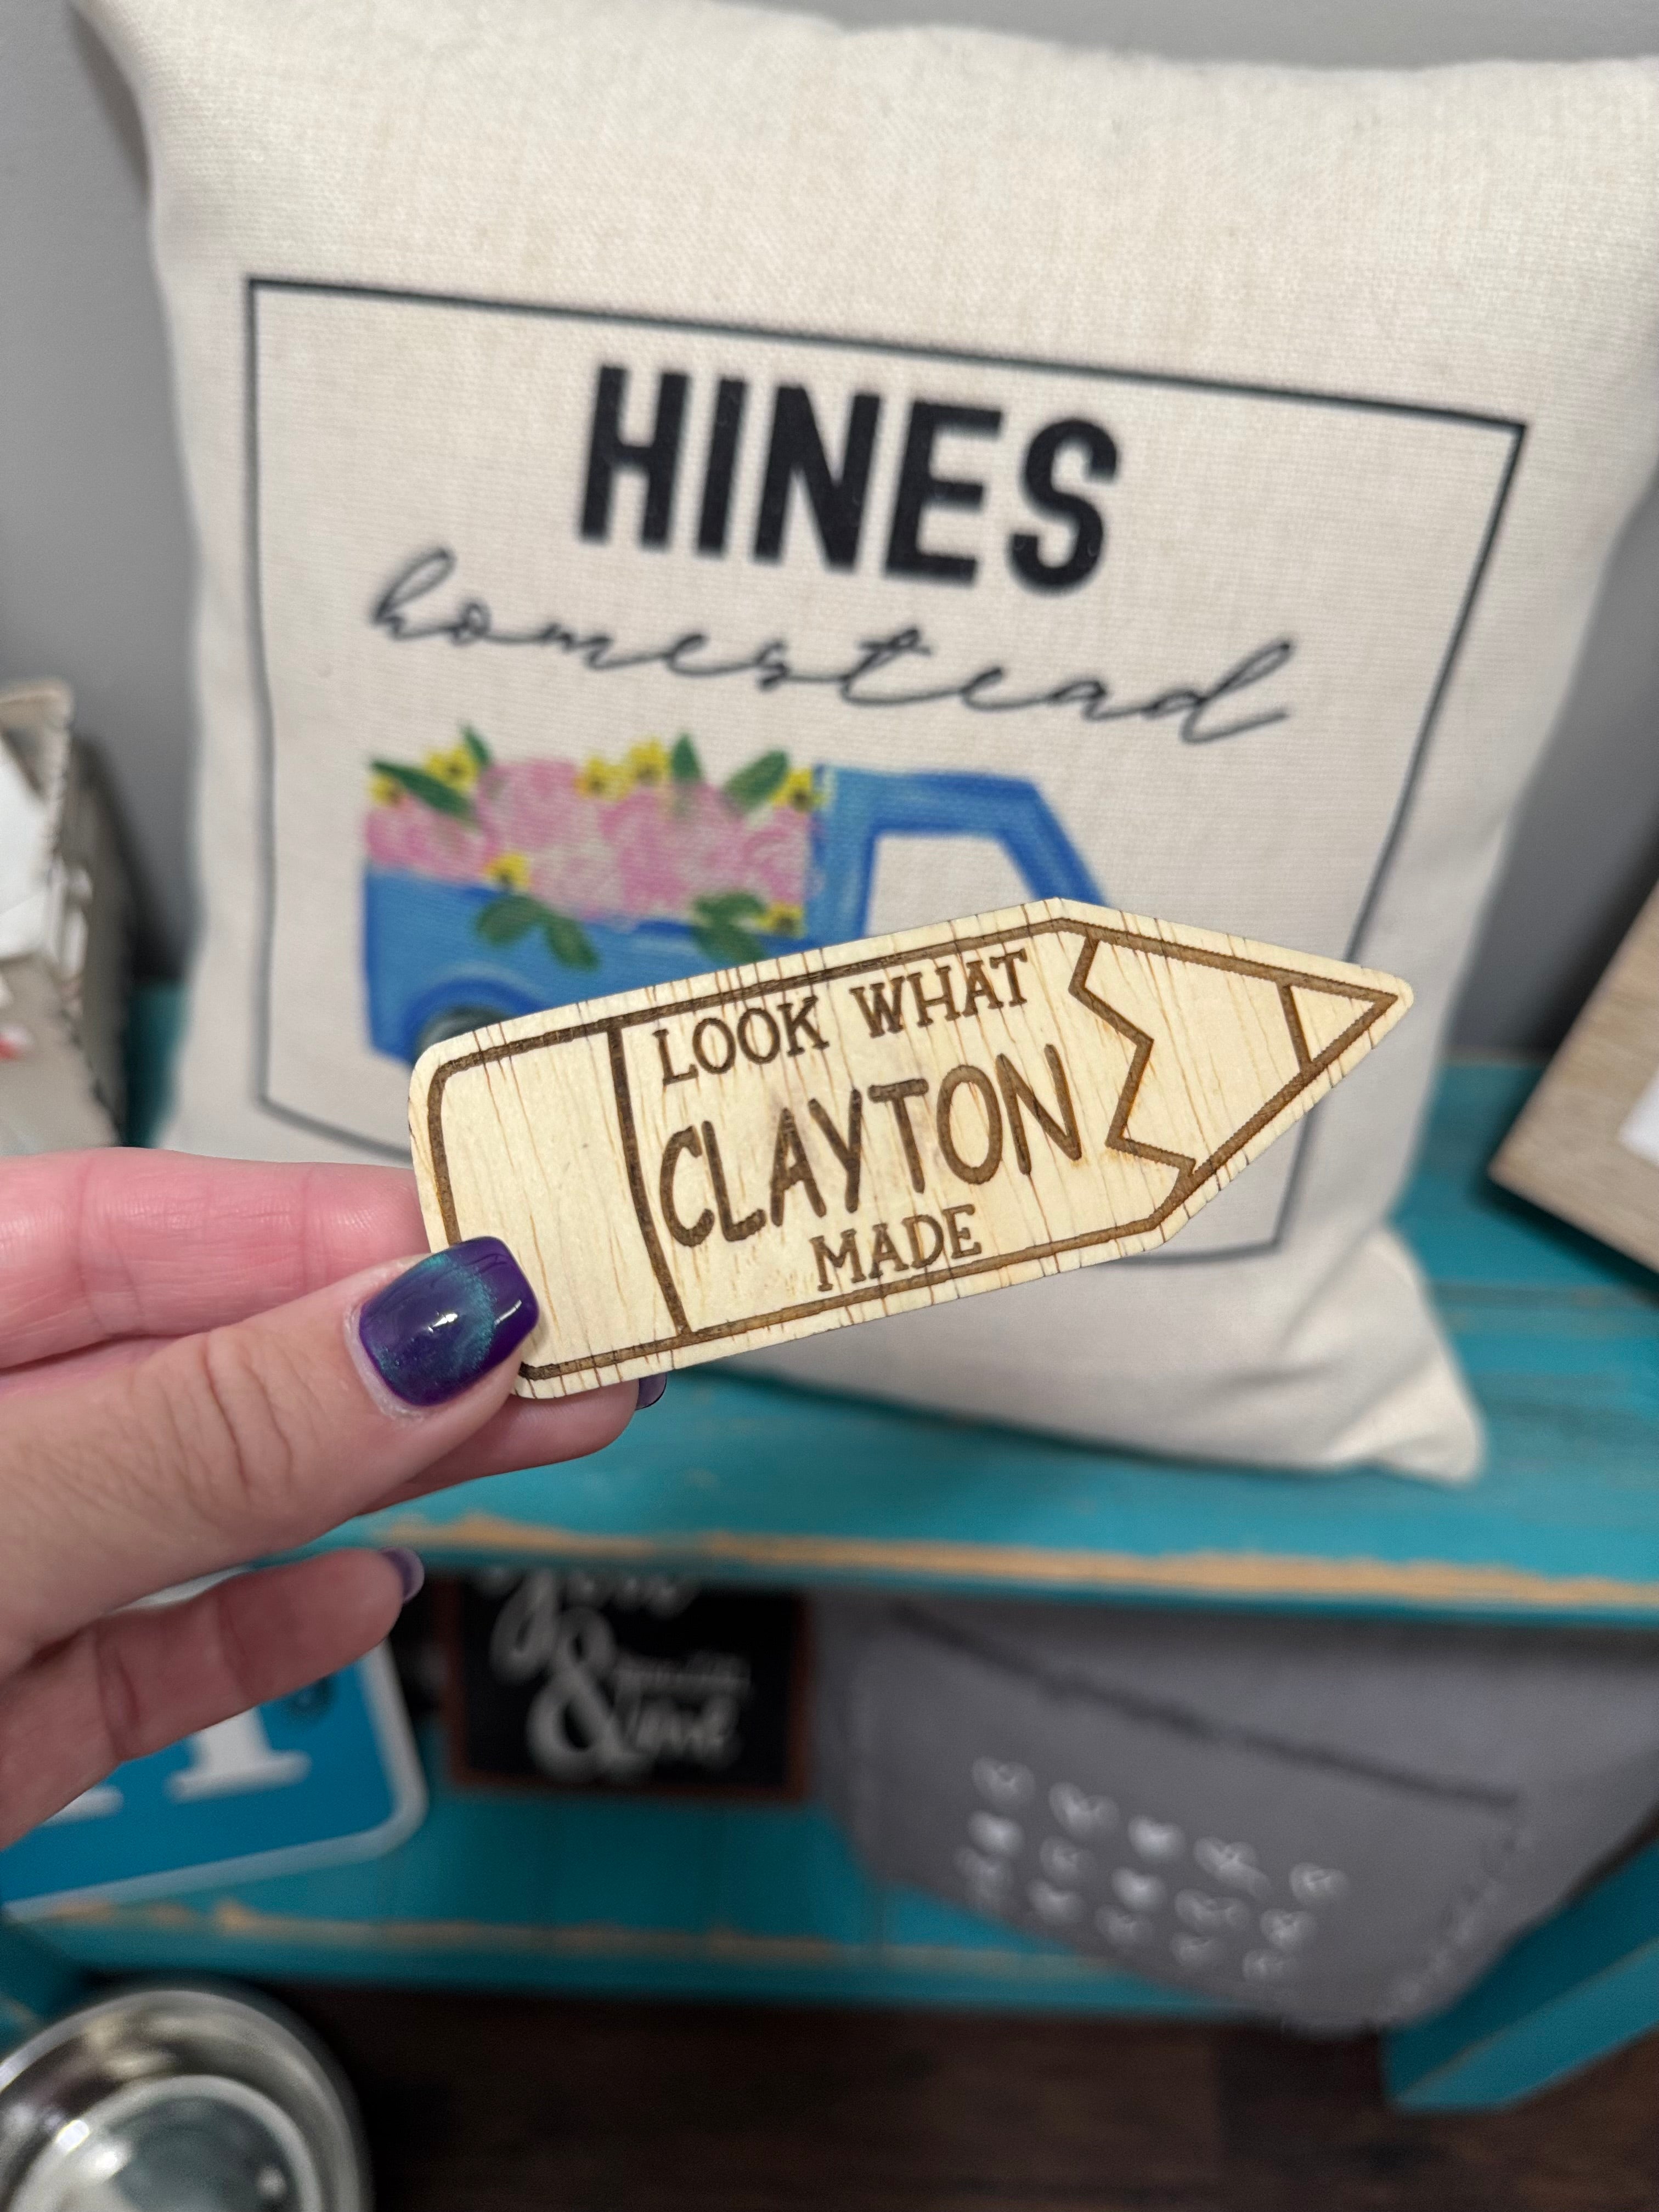 HINES
homestead
LOOK WHAT
CLAYTON
MADE
&